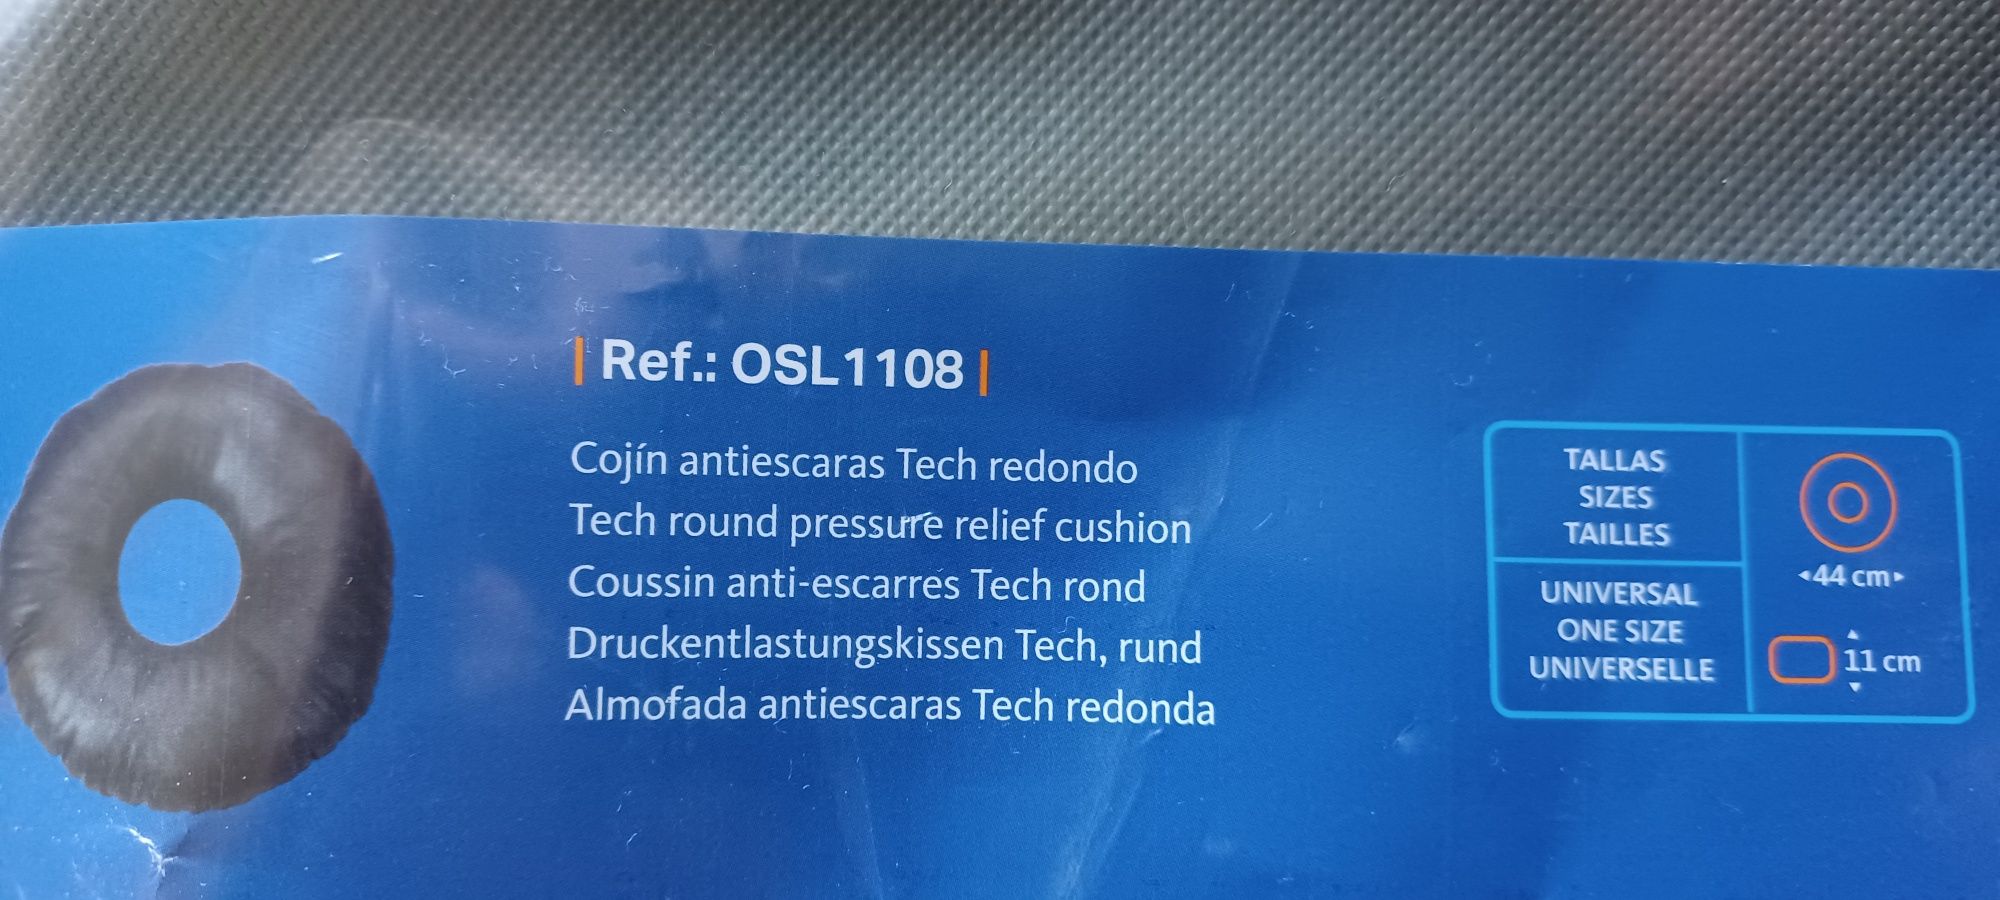 | Ref.: OSL1108 |
Cojín antiescaras Tech redondo
Tech round pressure relief cushion
Coussin anti-escarres Tech rond
Druckentlastungskissen Tech, rund
Almofada antiescaras Tech redonda
TALLAS
SIZES
TAILLES
UNIVERSAL
ONE SIZE
UNIVERSELLE
44 cm
11 cm